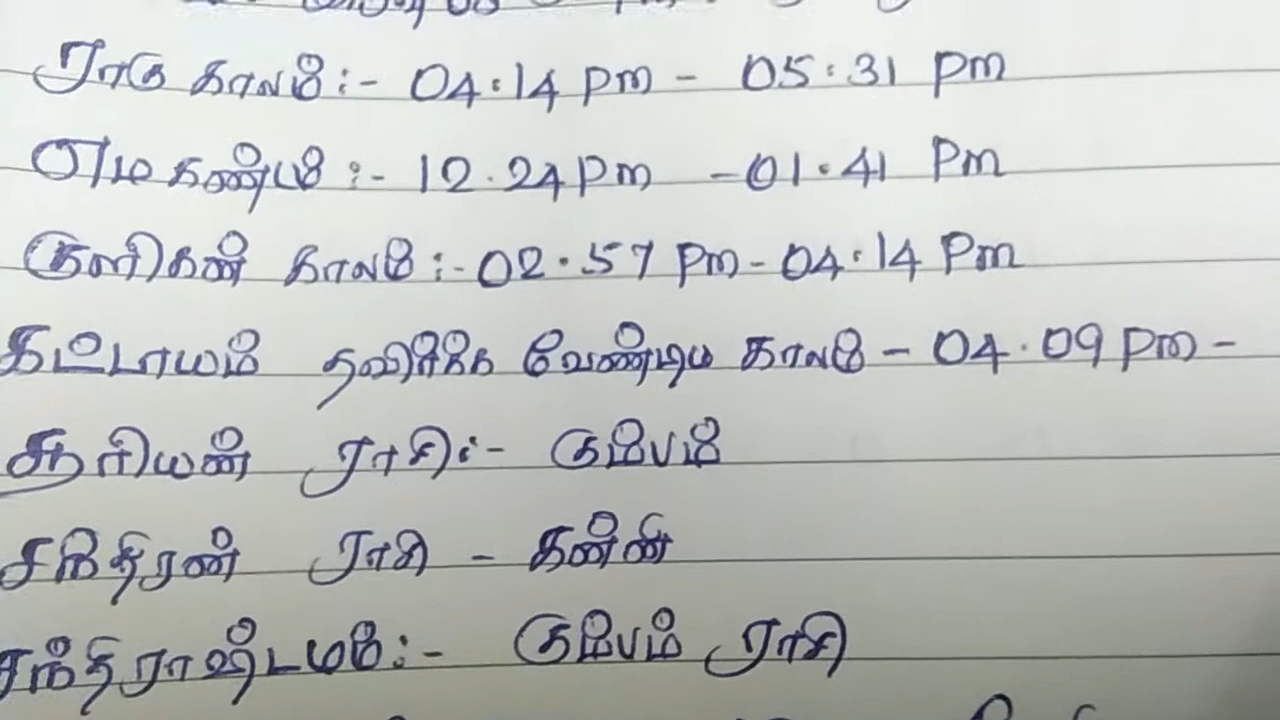 ராகு காலம்:- 04:14 pm - 05:31 pm
எமகண்டம் :- 12.24 pm - 01.41 pm
குளிகன் காலம்:- 02.57 pm - 04:14 pm
கட்டாயம் தவிர்க்க வேண்டிய காலம் - 04.09 pm -
சூரியன் ராசி:- கும்பம்
சந்திரன் ராசி - கன்னி
சந்திராஷ்டமம்:- கும்பம் ராசி